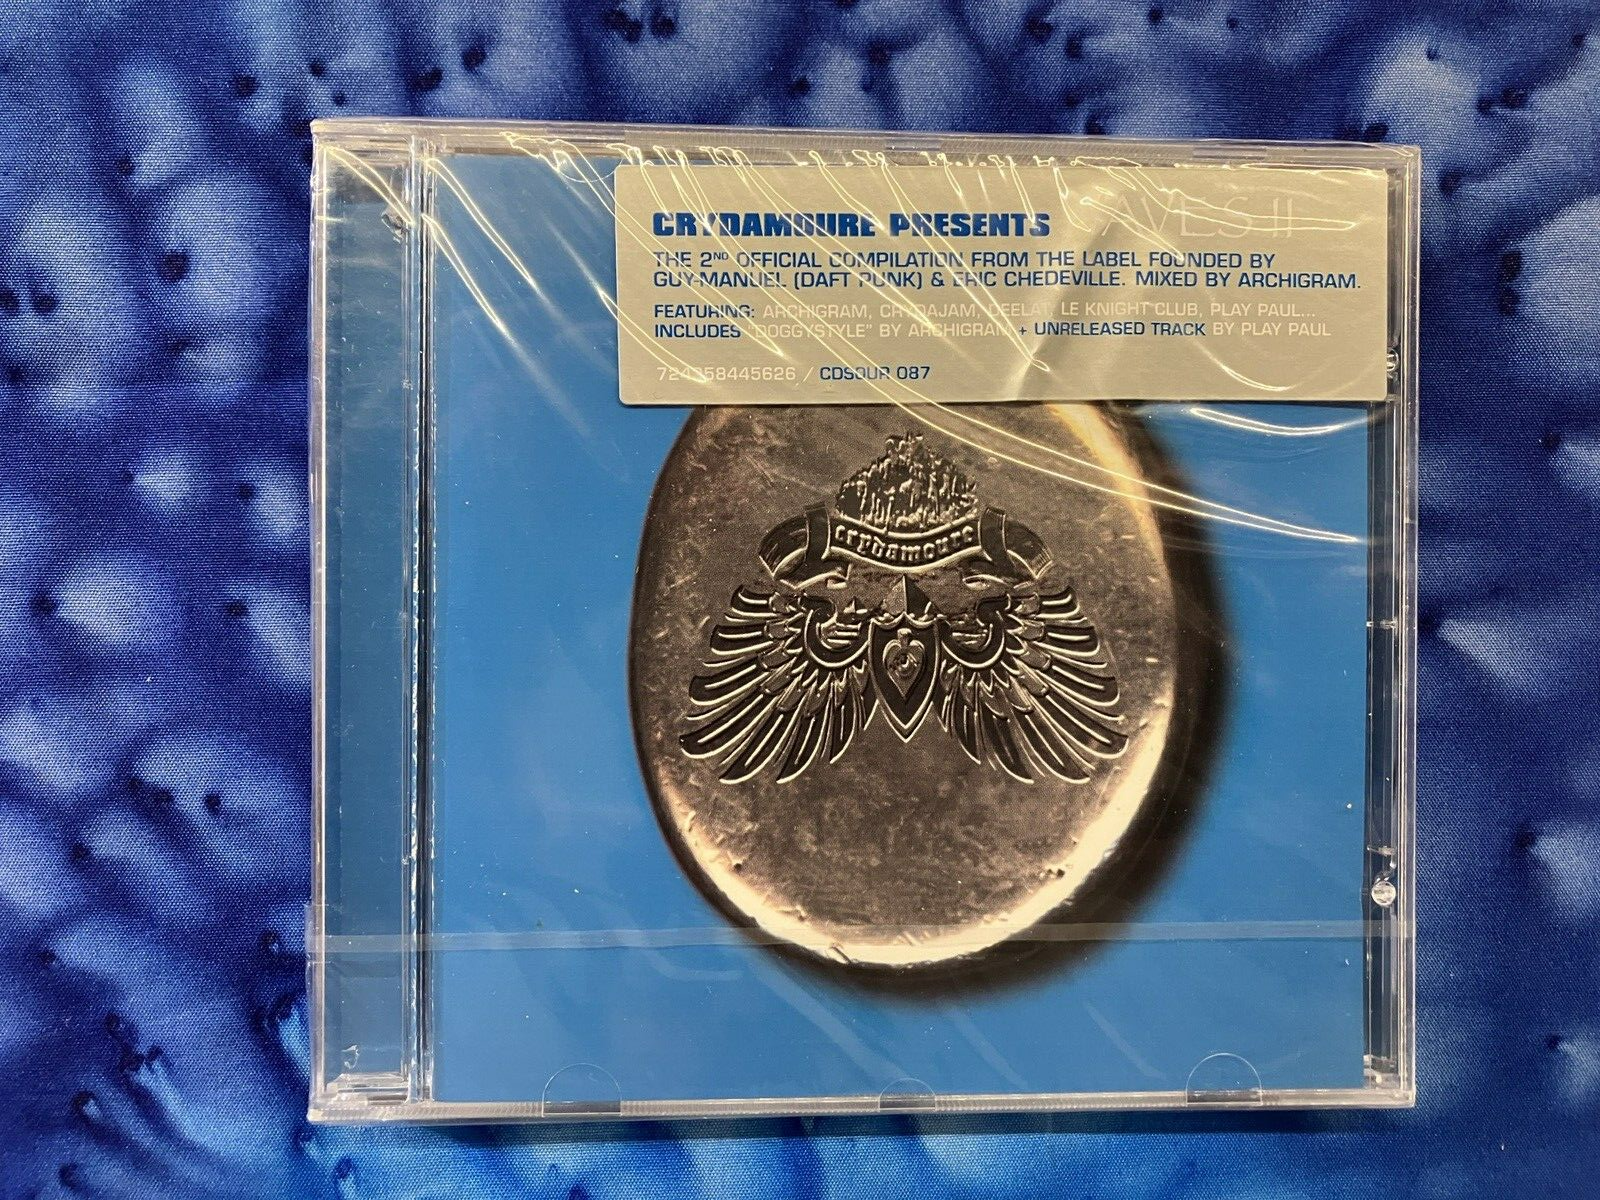 CRYDAMOURE PRESENTS WAVES II
THE 2ND OFFICIAL COMPILATION FROM THE LABEL FOUNDED BY
GUY-MANUEL (DAFT PUNK) & ERIC CHEDEVILLE. MIXED BY ARCHIGRAM.
FEATURING: ARCHIGRAM, CRYDAJAM, DEELAT, LE KNIGHT CLUB, PLAY PAUL...
INCLUDES "DOGGYSTYLE" BY ARCHIGRAM + UNRELEASED TRACK BY PLAY PAUL
724358445626 / CDSOUR 087
crydamoure